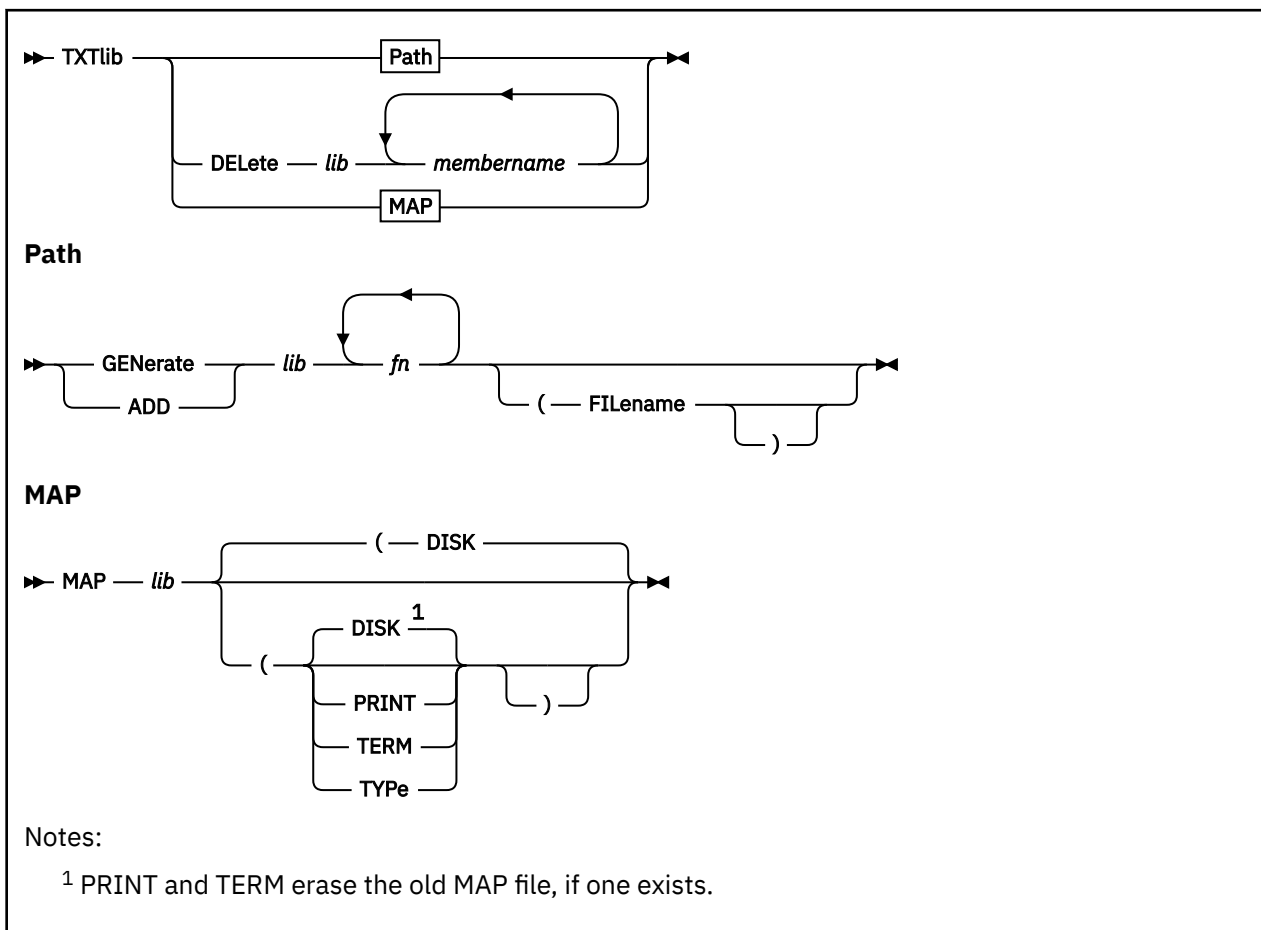 TXTlib Path
DELete lib membername
MAP
Path
GENerate lib fn
ADD ( FILename
)
MAP
( DISK
MAP lib
DISK 1
(
PRINT )
TERM
TYPe
Notes:
1 PRINT and TERM erase the old MAP file, if one exists.